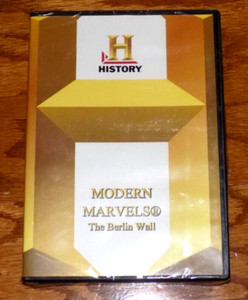 H
HISTORY
MODERN
MARVELS®
The Berlin Wall